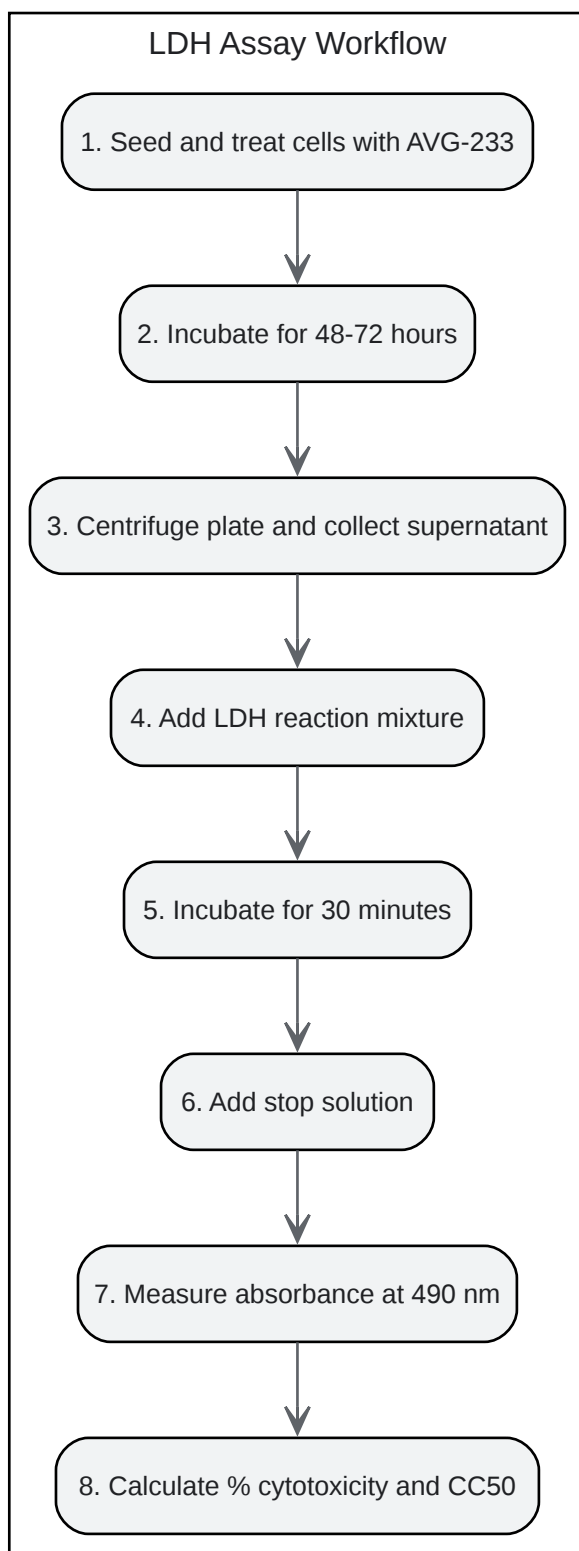 LDH Assay Workflow
1. Seed and treat cells with AVG-233
2. Incubate for 48-72 hours
3. Centrifuge plate and collect supernatant
4. Add LDH reaction mixture
5. Incubate for 30 minutes
6. Add stop solution
7. Measure absorbance at 490 nm
8. Calculate % cytotoxicity and CC50